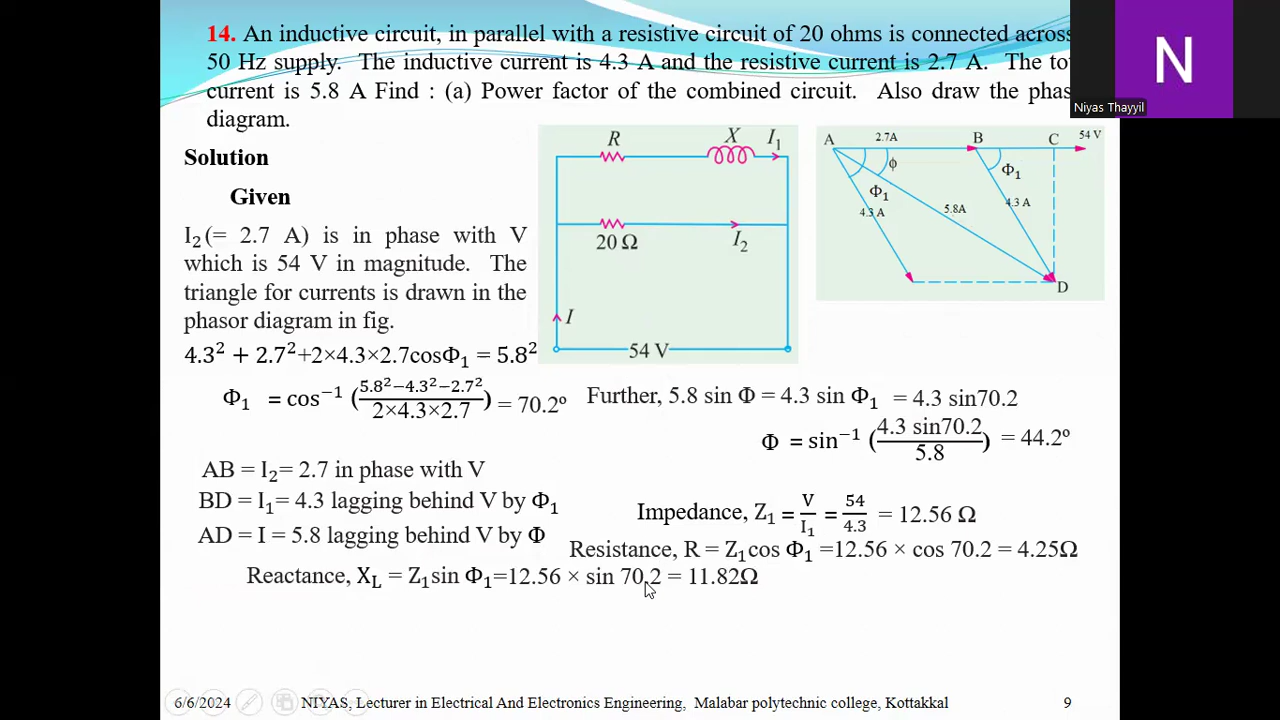 14. An inductive circuit, in parallel with a resistive circuit of 20 ohms is connected across
50 Hz supply. The inductive current is 4.3 A and the resistive current is 2.7 A. The
current is 5.8 A Find : (a) Power factor of the combined circuit. Also draw the
diagram.
N
Niyas Thayyil
Solution
Given
I₂(= 2.7 A) is in phase with V
which is 54 V in magnitude. The
triangle for currents is drawn in the
phasor diagram in fig.
R X I₁
20 Ω I₂
I
54 V
A 2.7A B C 54 V
ϕ Φ₁
Φ₁
4.3 A 5.8A 4.3 A
D
4.3² + 2.7²+2×4.3×2.7cosΦ₁ = 5.8²
Φ₁ = cos⁻¹ (5.8²−4.3²−2.7² / 2×4.3×2.7) = 70.2º
Further, 5.8 sin Φ = 4.3 sin Φ₁ = 4.3 sin70.2
Φ = sin⁻¹ (4.3 sin70.2 / 5.8) = 44.2º
AB = I₂= 2.7 in phase with V
BD = I₁= 4.3 lagging behind V by Φ₁
AD = I = 5.8 lagging behind V by Φ
Impedance, Z₁ = V/I₁ = 54/4.3 = 12.56 Ω
Resistance, R = Z₁cos Φ₁ =12.56 × cos 70.2 = 4.25Ω
Reactance, X_L = Z₁sin Φ₁=12.56 × sin 70.2 = 11.82Ω
6/6/2024 NIYAS, Lecturer in Electrical And Electronics Engineering, Malabar polytechnic college, Kottakkal 9